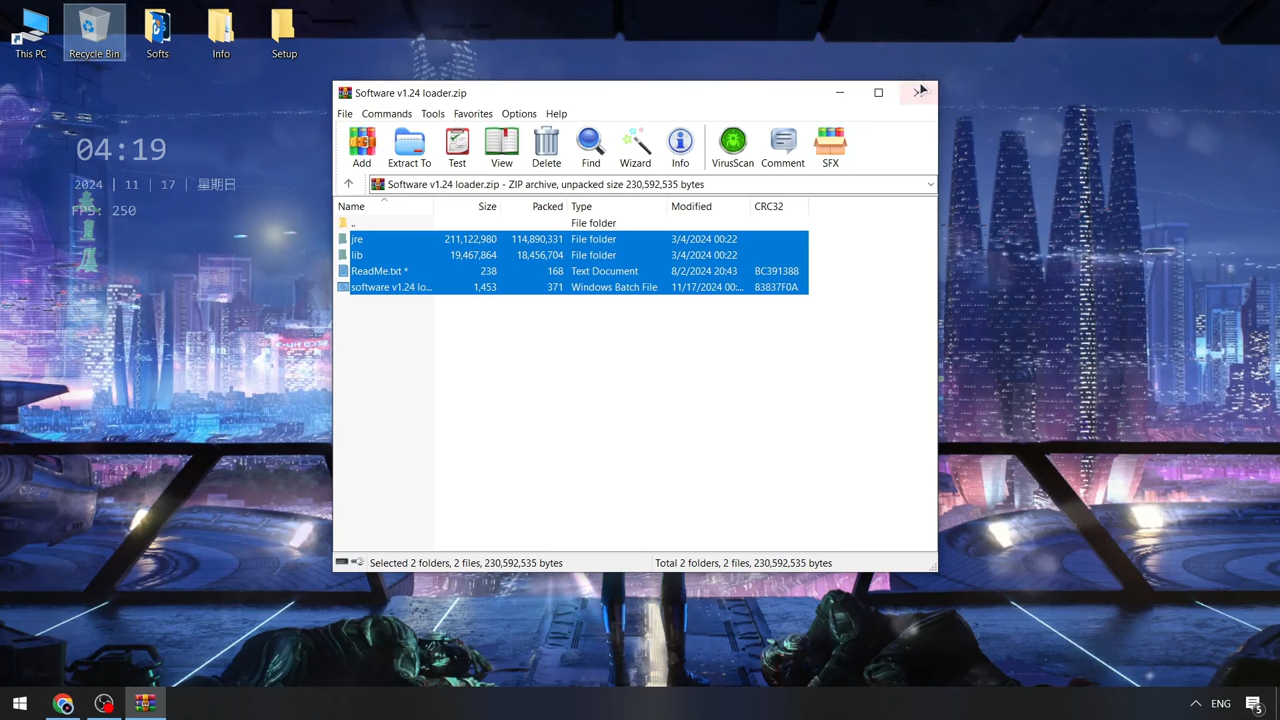 This PC
Recycle Bin
Softs
Info
Setup
04:19
2024 | 11 | 17 | 星期日
FPS: 250
Software v1.24 loader.zip
File Commands Tools Favorites Options Help
Add Extract To Test View Delete Find Wizard Info VirusScan Comment SFX
Software v1.24 loader.zip - ZIP archive, unpacked size 230,592,535 bytes
Name Size Packed Type Modified CRC32
.. File folder
jre 211,122,980 114,890,331 File folder 3/4/2024 00:22
lib 19,467,864 18,456,704 File folder 3/4/2024 00:22
ReadMe.txt * 238 168 Text Document 8/2/2024 20:43 BC391388
software v1.24 lo... 1,453 371 Windows Batch File 11/17/2024 00:... 83837F0A
Selected 2 folders, 2 files, 230,592,535 bytes
Total 2 folders, 2 files, 230,592,535 bytes
ENG
5